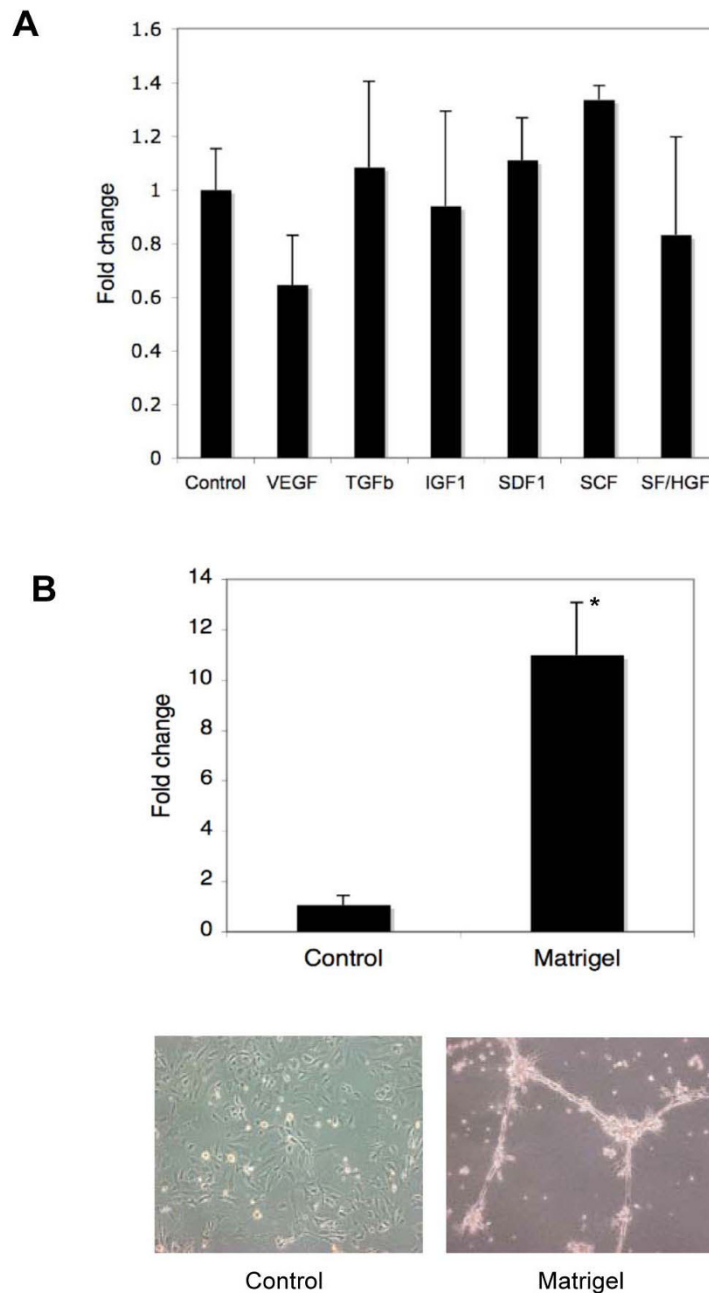 A
1.6
1.4
1.2
1
0.8
0.6
0.4
0.2
0
Fold change
Control VEGF TGFb IGF1 SDF1 SCF SF/HGF
B
14
12
10
8
6
4
2
0
Fold change
*
Control Matrigel
Control Matrigel